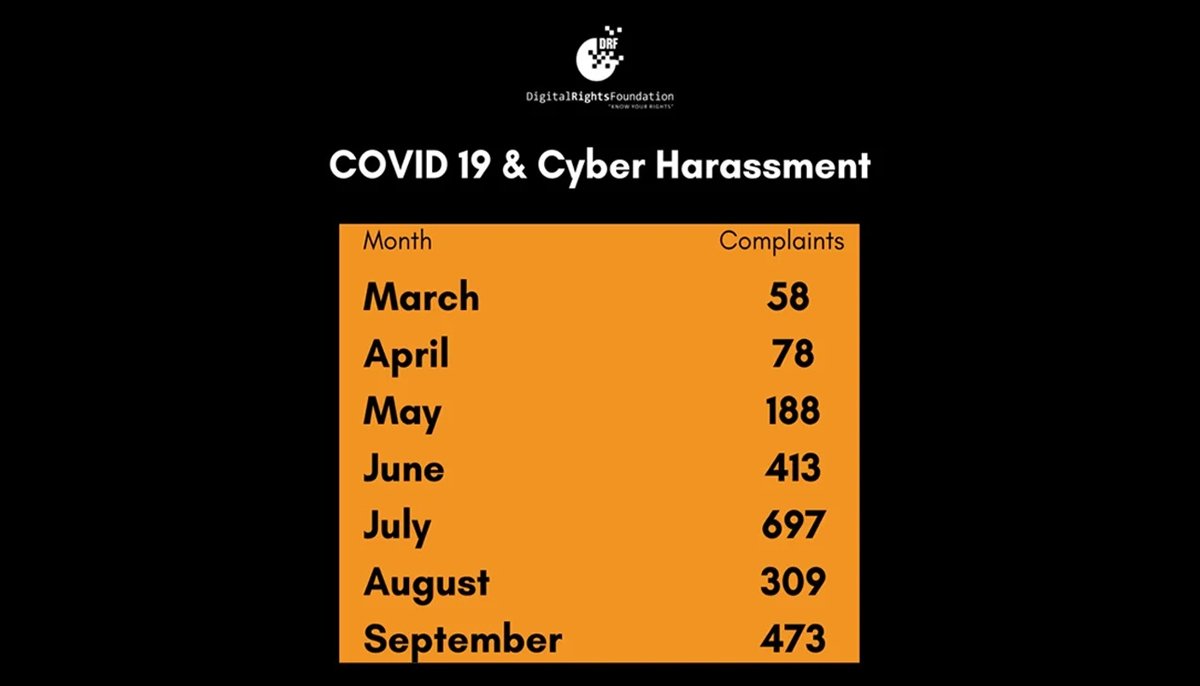 DRF
DigitalRightsFoundation
"KNOW YOUR RIGHTS"
COVID 19 & Cyber Harassment
Month Complaints
March 58
April 78
May 188
June 413
July 697
August 309
September 473